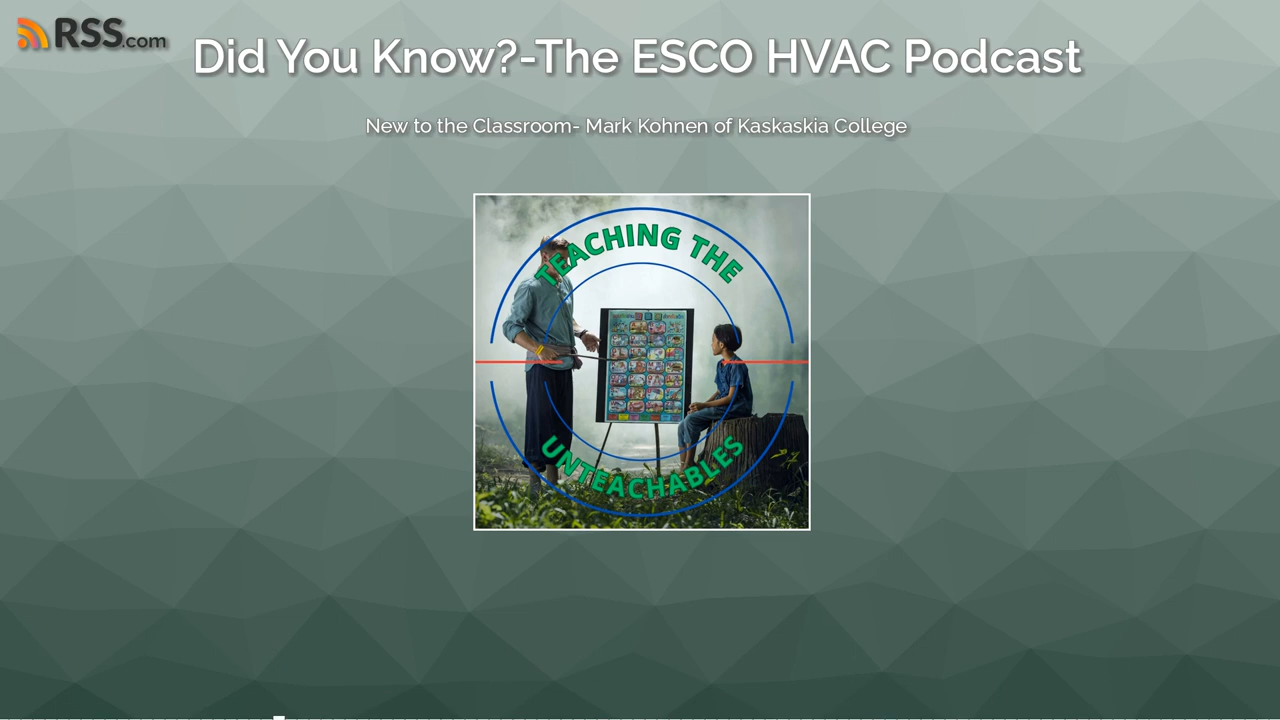 RSS.com
Did You Know?-The ESCO HVAC Podcast
New to the Classroom- Mark Kohnen of Kaskaskia College
TEACHING THE
UNTEACHABLES